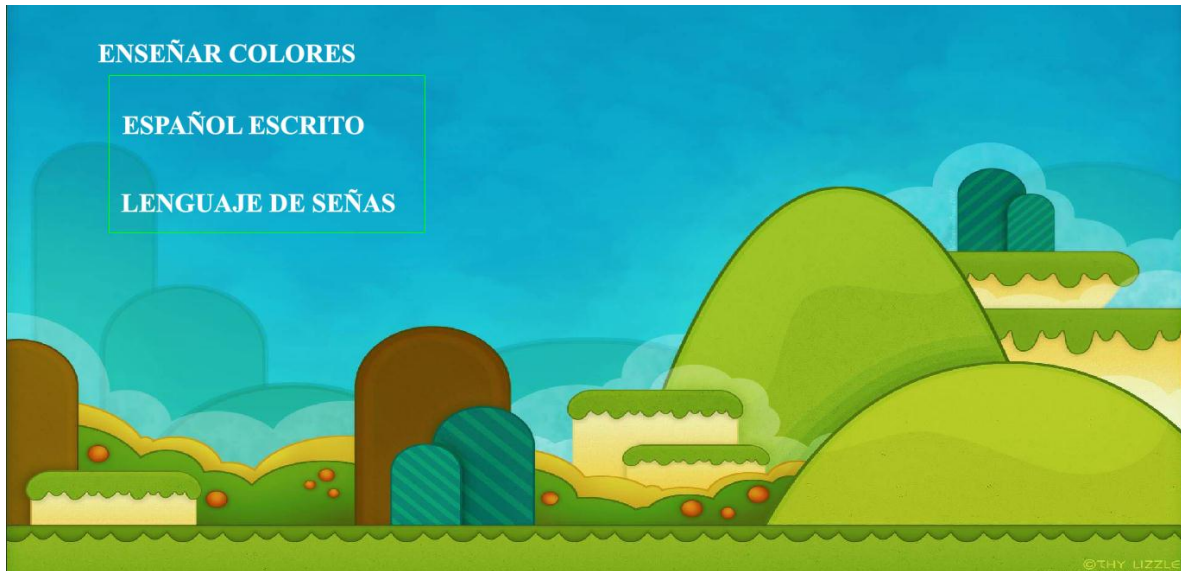 ENSEÑAR COLORES
ESPAÑOL ESCRITO
LENGUAJE DE SEÑAS
©THY LIZZLE